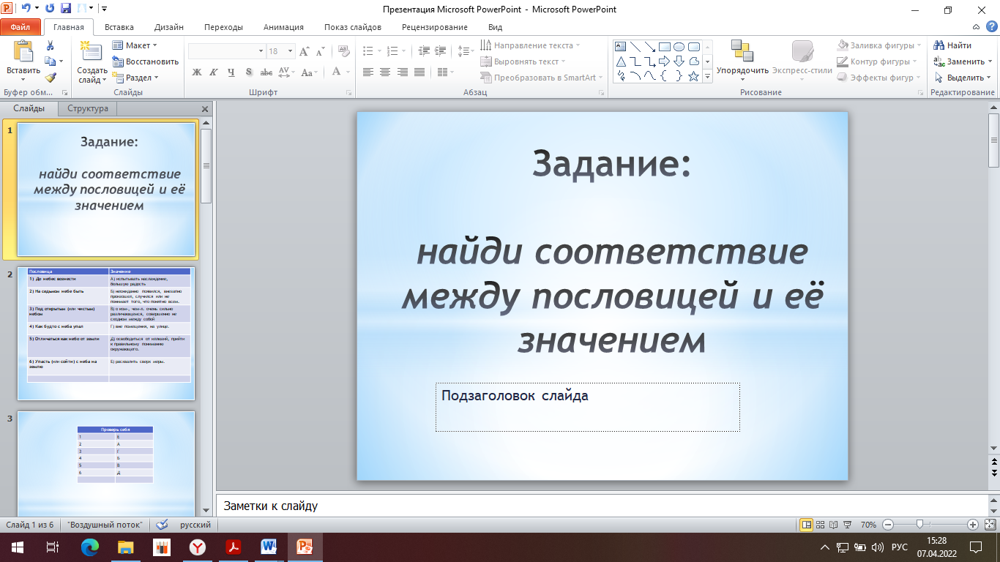 Презентация Microsoft PowerPoint - Microsoft PowerPoint
Файл Главная Вставка Дизайн Переходы Анимация Показ слайдов Рецензирование Вид
Вставить
Буфер обм...
Создать слайд
Макет
Восстановить
Раздел
Слайды
18
Ж К Ч S abc AV Aa A
Шрифт
Направление текста
Выровнять текст
Преобразовать в SmartArt
Абзац
Упорядочить
Экспресс-стили
Заливка фигуры
Контур фигуры
Эффекты фигур
Рисование
Найти
Заменить
Выделить
Редактирование
Слайды Структура
1
Задание:
найди соответствие
между пословицей и её
значением
2
Пословица Значение
1) До небес вознести А) испытывать наслаждение,
большую радость
2) На седьмом небе быть Б) неожиданно появился, внезапно
произошел, случился или не
понимает того, что понятно всем.
3) Под открытым (или чистым) В) о ком-, чем-л. очень сильно
небом различающемся, совершенно не
сходном между собой
4) Как будто с неба упал Г) вне помещения, на улице.
5) Отличаться как небо от земли Д) освободиться от иллюзий, прийти
к правильному пониманию
окружающего.
6) Упасть (или сойти) с неба на Е) расхвалить сверх меры.
землю
3
Проверь себя
1 Е
2 А
3 Г
4 Б
5 В
6 Д
Задание:
найди соответствие
между пословицей и её
значением
Подзаголовок слайда
Заметки к слайду
Слайд 1 из 6 "Воздушный поток" русский 70%
РУС 15:28
07.04.2022